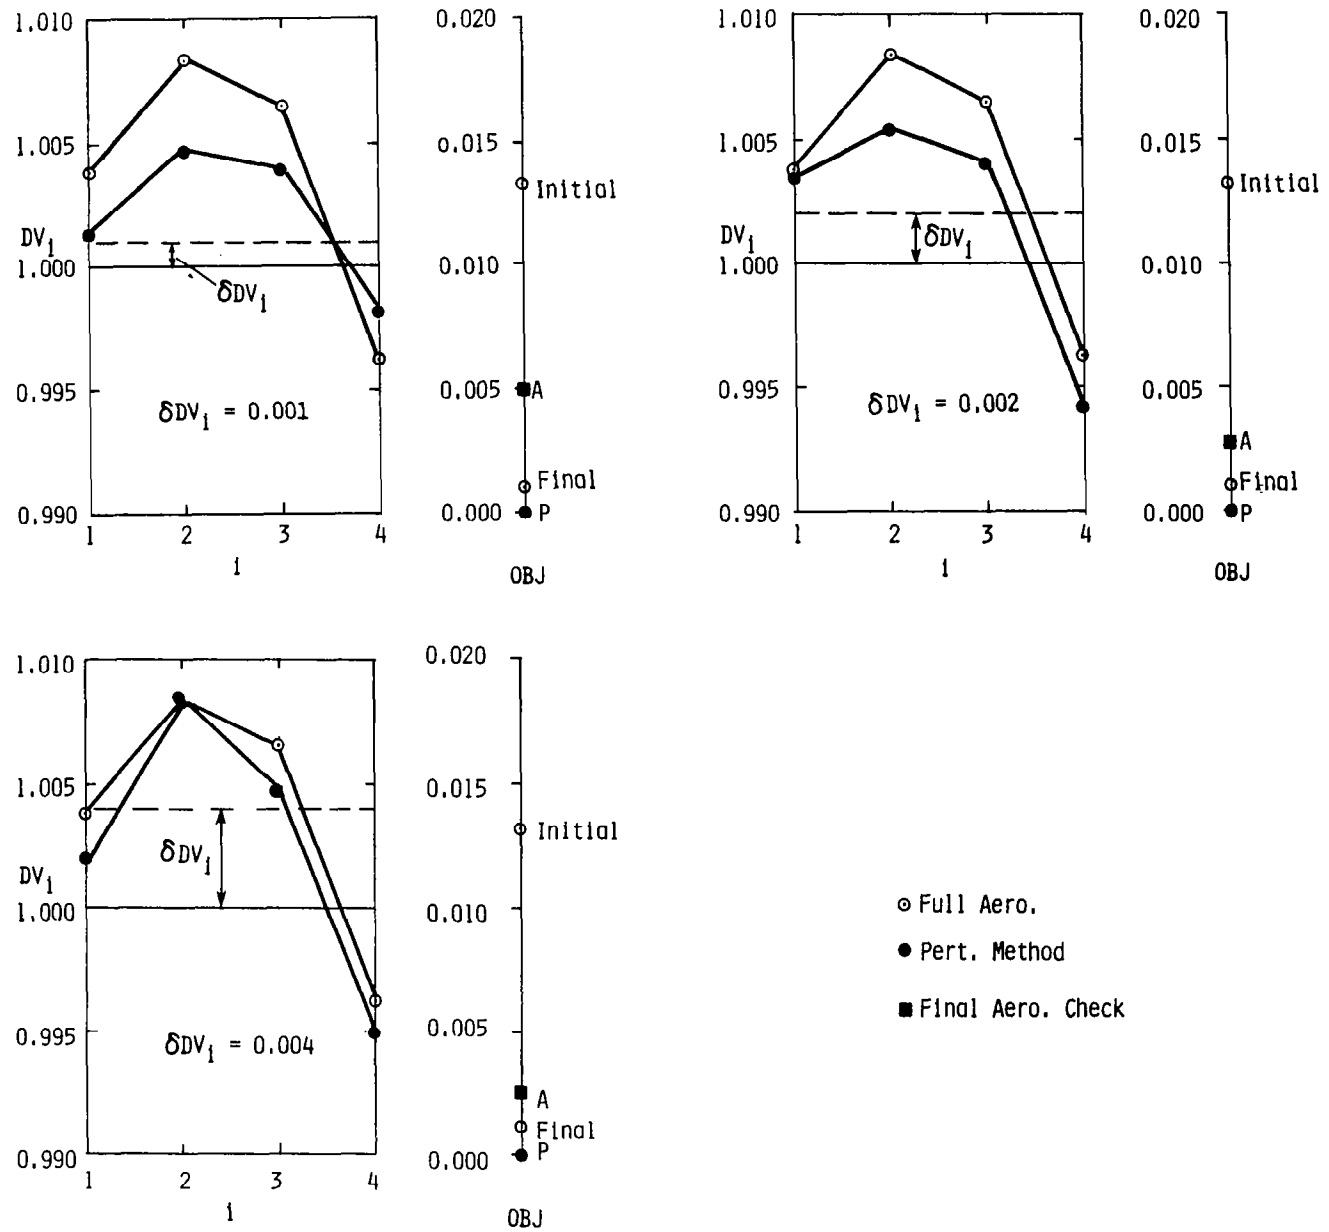 1.010
1.005
DV₁
1.000
0.995
0.990
δDV₁
δDV₁ = 0.001
1 2 3 4
1
0.020
0.015
0.010
0.005
0.000
Initial
A
Final
P
OBJ
1.010
1.005
DV₁
1.000
0.995
0.990
δDV₁
δDV₁ = 0.002
1 2 3 4
1
0.020
0.015
0.010
0.005
0.000
Initial
A
Final
P
OBJ
1.010
1.005
DV₁
1.000
0.995
0.990
δDV₁
δDV₁ = 0.004
1 2 3 4
1
0.020
0.015
0.010
0.005
0.000
Initial
A
Final
P
OBJ
Full Aero.
Pert. Method
Final Aero. Check